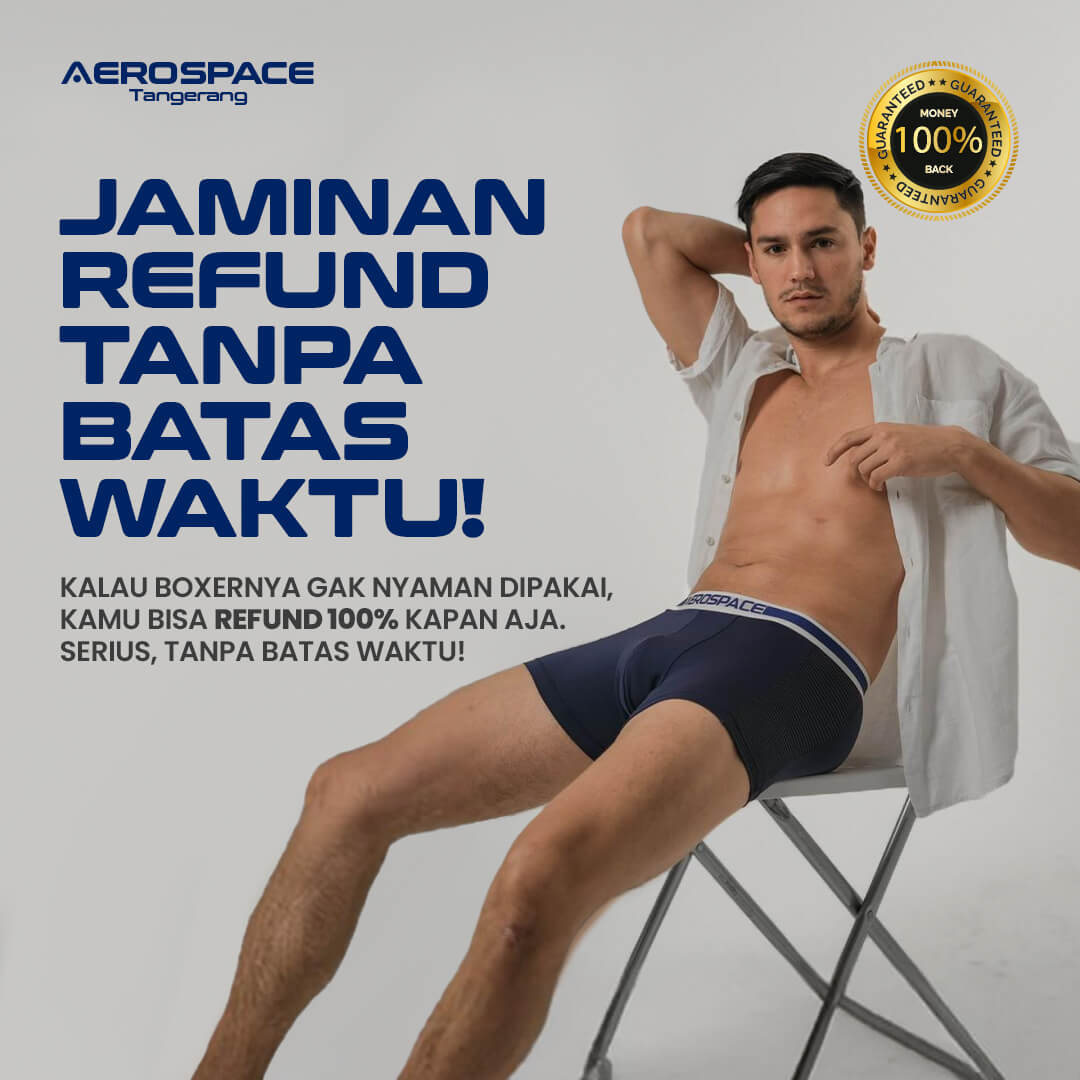 AEROSPACE
Tangerang
JAMINAN
REFUND
TANPA
BATAS
WAKTU!
KALAU BOXERNYA GAK NYAMAN DIPAKAI,
KAMU BISA REFUND 100% KAPAN AJA.
SERIUS, TANPA BATAS WAKTU!
GUARANTEED ★★ GUARANTEED ★★ GUARANTEED ★★
MONEY
100%
BACK
AEROSPACE